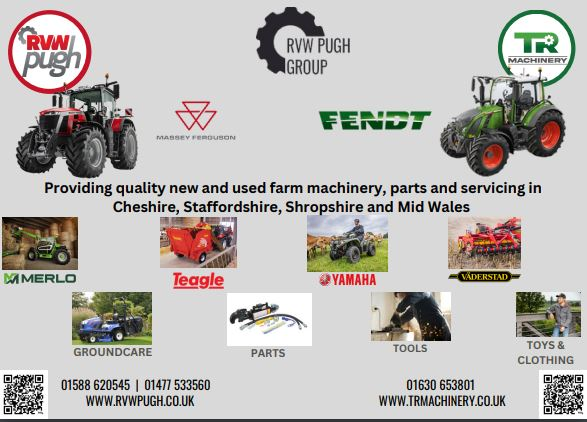 RVW
pugh
RVW PUGH
GROUP
TR
MACHINERY
MASSEY FERGUSON
FENDT
Providing quality new and used farm machinery, parts and servicing in
Cheshire, Staffordshire, Shropshire and Mid Wales
MERLO
Teagle
YAMAHA
VÄDERSTAD
GROUNDCARE
PARTS
TOOLS
TOYS &
CLOTHING
01588 620545 | 01477 533560
WWW.RVWPUGH.CO.UK
01630 653801
WWW.TRMACHINERY.CO.UK